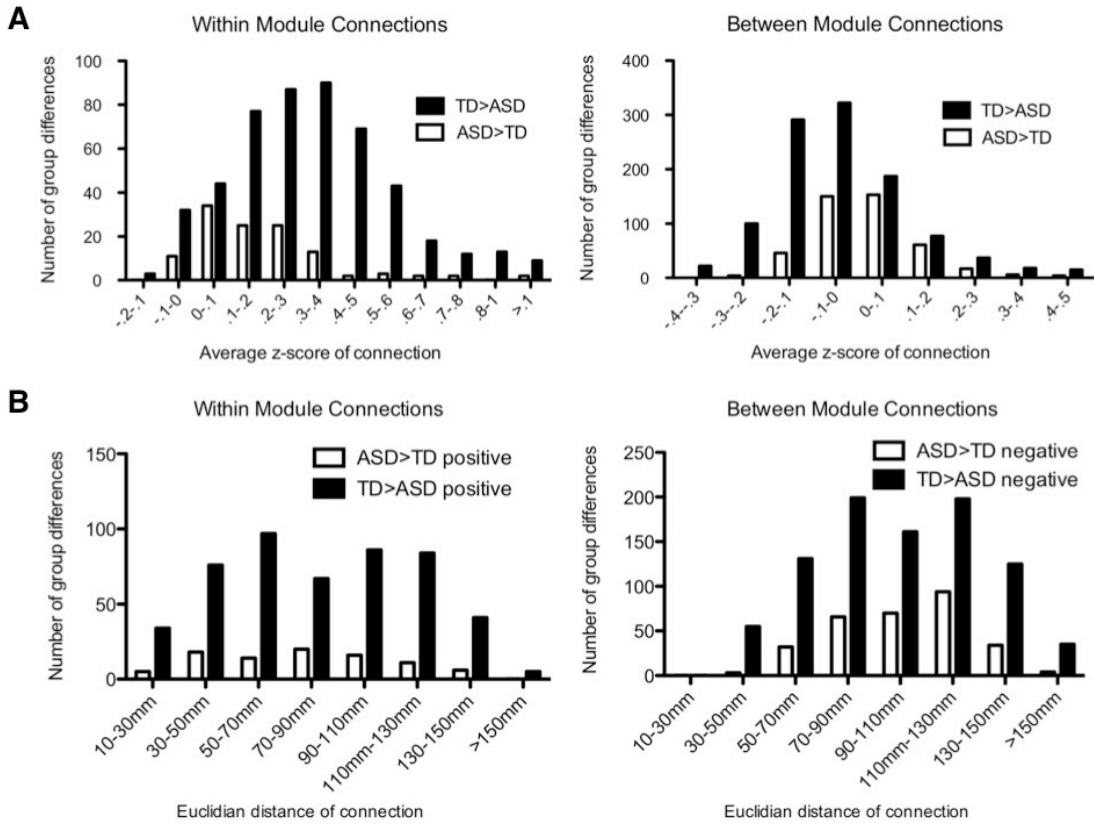 A
Within Module Connections
Number of group differences
100
80
60
40
20
0
TD>ASD
ASD>TD
-.2-.1
-.1-0
0-.1
.1-.2
.2-.3
.3-.4
.4-.5
.5-.6
.6-.7
.7-.8
.8-1
>.1
Average z-score of connection
Between Module Connections
Number of group differences
400
300
200
100
0
TD>ASD
ASD>TD
-.4--.3
-.3--.2
-.2-.1
-.1-0
0-.1
.1-.2
.2-.3
.3-.4
.4-.5
Average z-score of connection
B
Within Module Connections
Number of group differences
150
100
50
0
ASD>TD positive
TD>ASD positive
10-30mm
30-50mm
50-70mm
70-90mm
90-110mm
110mm-130mm
130-150mm
>150mm
Euclidian distance of connection
Between Module Connections
Number of group differences
250
200
150
100
50
0
ASD>TD negative
TD>ASD negative
10-30mm
30-50mm
50-70mm
70-90mm
90-110mm
110mm-130mm
130-150mm
>150mm
Euclidian distance of connection